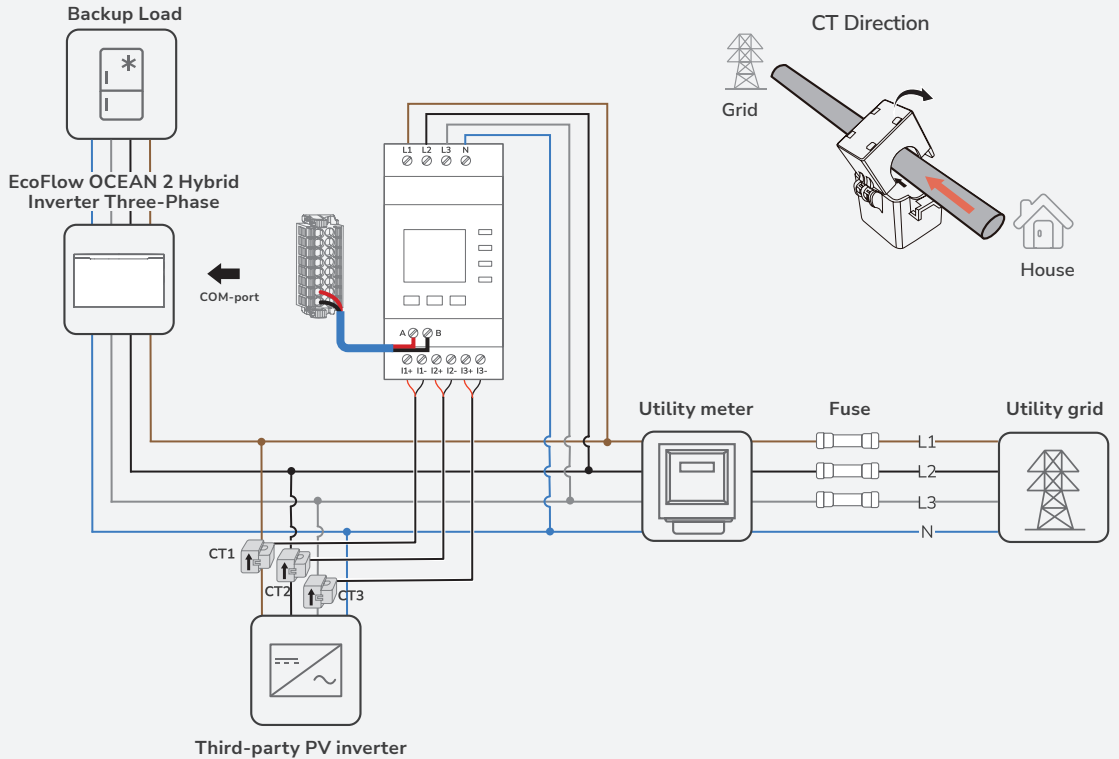 Backup Load
CT Direction
Grid
House
EcoFlow OCEAN 2 Hybrid
Inverter Three-Phase
COM-port
L1 L2 L3 N
A B
I1+ I1- I2+ I2- I3+ I3-
Utility meter
Fuse
Utility grid
L1
L2
L3
N
CT1
CT2
CT3
Third-party PV inverter